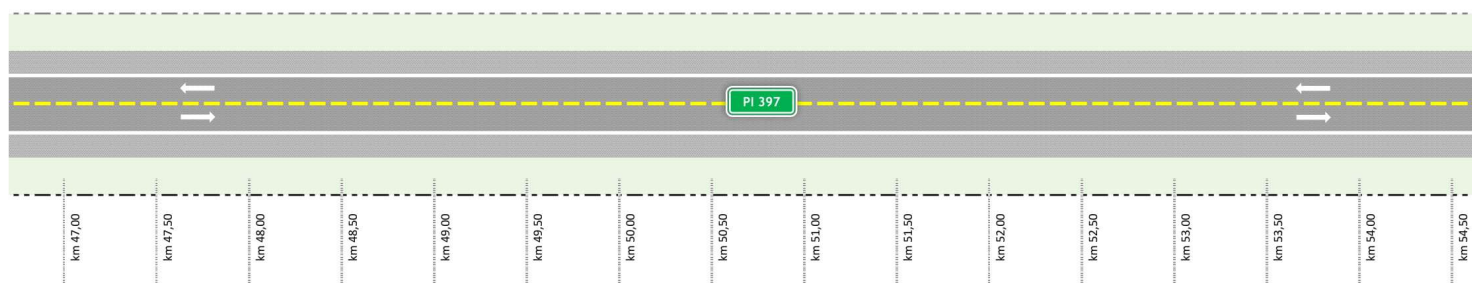 PI 397
km 47,00
km 47,50
km 48,00
km 48,50
km 49,00
km 49,50
km 50,00
km 50,50
km 51,00
km 51,50
km 52,00
km 52,50
km 53,00
km 53,50
km 54,00
km 54,50